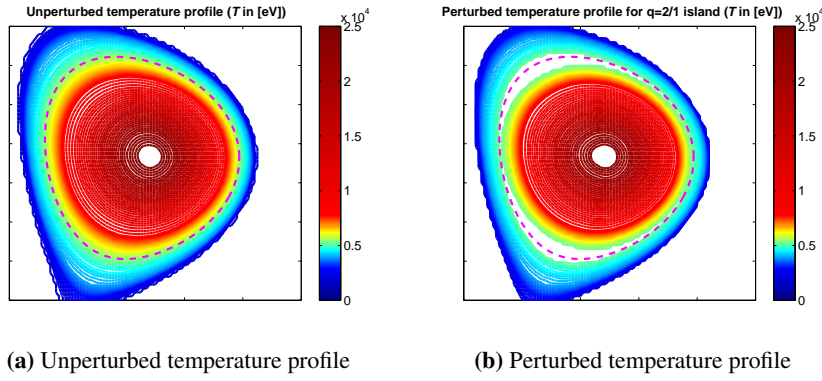 Unperturbed temperature profile (T in [eV])
x 10^4
2.5
2
1.5
1
0.5
0
Perturbed temperature profile for q=2/1 island (T in [eV])
x 10^4
2.5
2
1.5
1
0.5
0
(a) Unperturbed temperature profile
(b) Perturbed temperature profile